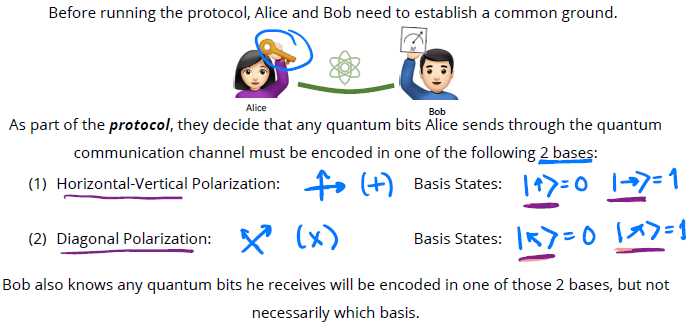 Before running the protocol, Alice and Bob need to establish a common ground.
Alice
Bob
As part of the protocol, they decide that any quantum bits Alice sends through the quantum
communication channel must be encoded in one of the following 2 bases:
(1) Horizontal-Vertical Polarization: (+) Basis States: |↑⟩=0 |→⟩=1
(2) Diagonal Polarization: (x) Basis States: |↖⟩=0 |↗⟩=1
Bob also knows any quantum bits he receives will be encoded in one of those 2 bases, but not
necessarily which basis.